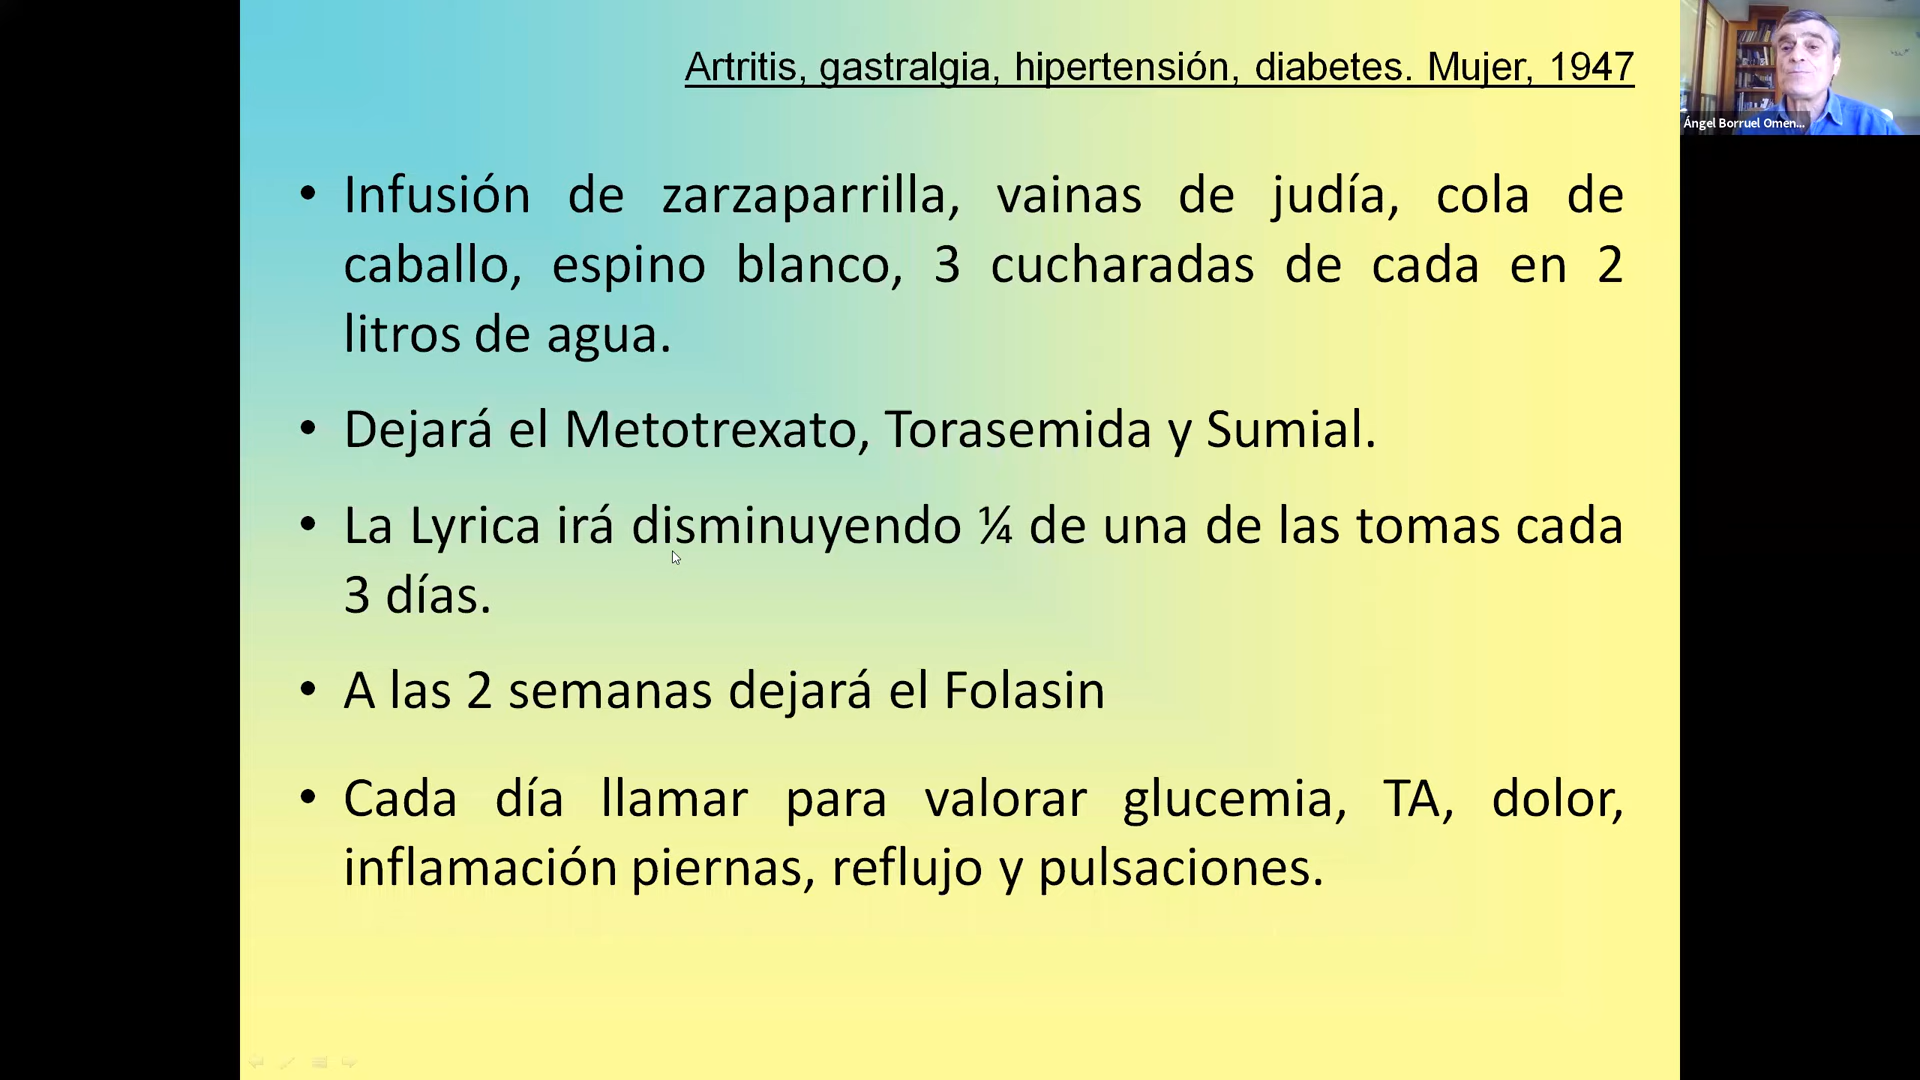 Artritis, gastralgia, hipertensión, diabetes. Mujer, 1947
Ángel Borruel Omen...
• Infusión de zarzaparrilla, vainas de judía, cola de
caballo, espino blanco, 3 cucharadas de cada en 2
litros de agua.
• Dejará el Metotrexato, Torasemida y Sumial.
• La Lyrica irá disminuyendo ¼ de una de las tomas cada
3 días.
• A las 2 semanas dejará el Folasin
• Cada día llamar para valorar glucemia, TA, dolor,
inflamación piernas, reflujo y pulsaciones.